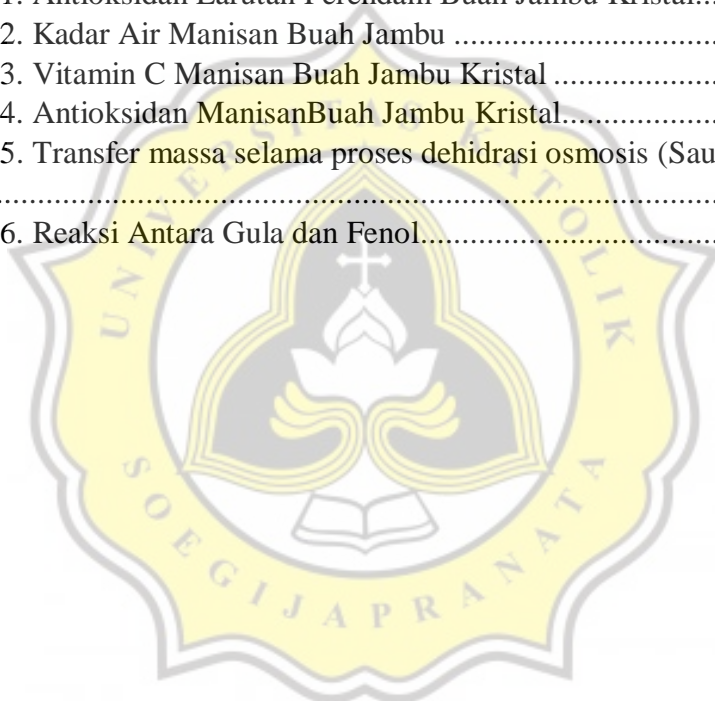 1. Antioksidan Larutan Perendam Buah Jambu Kristal...
2. Kadar Air Manisan Buah Jambu ....................................
3. Vitamin C Manisan Buah Jambu Kristal ......................
4. Antioksidan ManisanBuah Jambu Kristal.....................
5. Transfer massa selama proses dehidrasi osmosis (Sau
...........................................................................................
6. Reaksi Antara Gula dan Fenol.......................................
UNIVERSITAS KATOLIK
SOEGIJAPRANATA